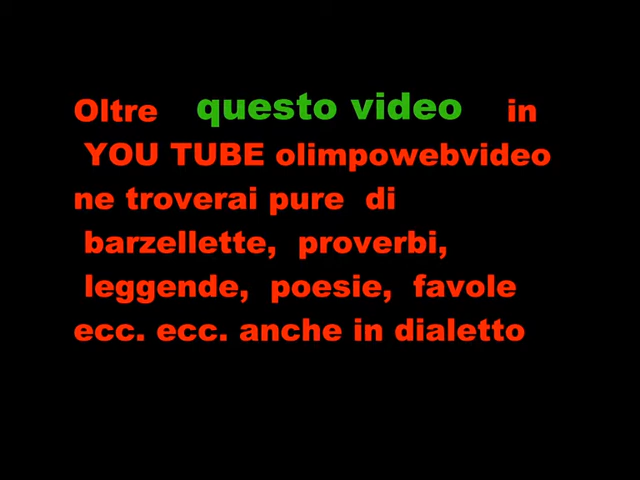 Oltre questo video in
YOU TUBE olimpowebvideo
ne troverai pure di
barzellette, proverbi,
leggende, poesie, favole
ecc. ecc. anche in dialetto